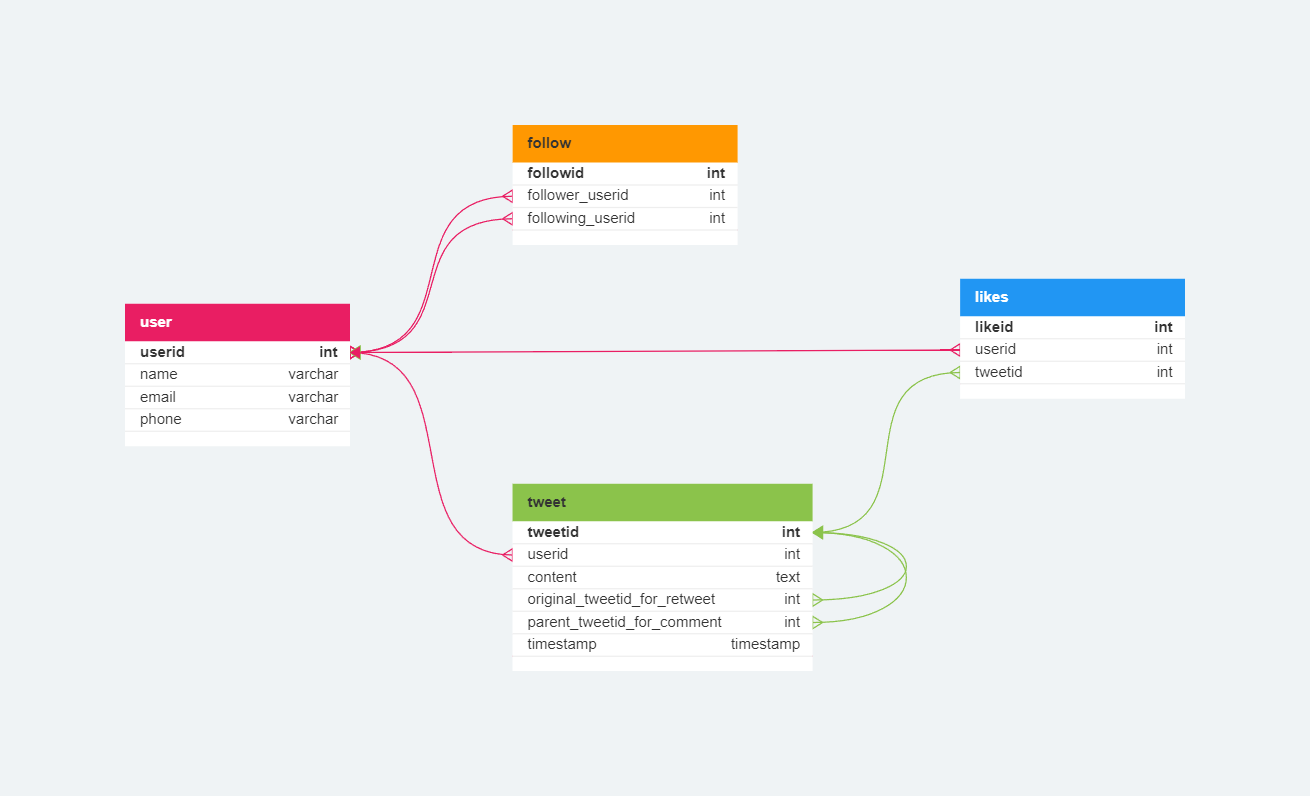 follow
followid int
follower_userid int
following_userid int
likes
likeid int
userid int
tweetid int
user
userid int
name varchar
email varchar
phone varchar
tweet
tweetid int
userid int
content text
original_tweetid_for_retweet int
parent_tweetid_for_comment int
timestamp timestamp